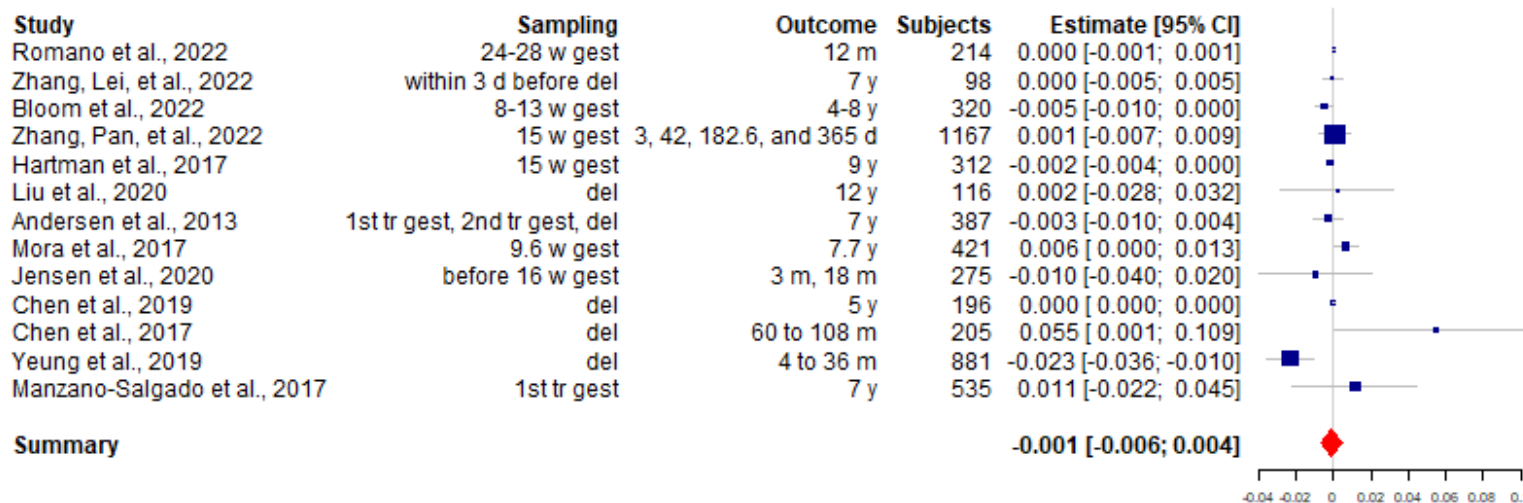 Study Sampling Outcome Subjects Estimate [95% CI]
Romano et al., 2022 24-28 w gest 12 m 214 0.000 [-0.001; 0.001]
Zhang, Lei, et al., 2022 within 3 d before del 7 y 98 0.000 [-0.005; 0.005]
Bloom et al., 2022 8-13 w gest 4-8 y 320 -0.005 [-0.010; 0.000]
Zhang, Pan, et al., 2022 15 w gest 3, 42, 182.6, and 365 d 1167 0.001 [-0.007; 0.009]
Hartman et al., 2017 15 w gest 9 y 312 -0.002 [-0.004; 0.000]
Liu et al., 2020 del 12 y 116 0.002 [-0.028; 0.032]
Andersen et al., 2013 1st tr gest, 2nd tr gest, del 7 y 387 -0.003 [-0.010; 0.004]
Mora et al., 2017 9.6 w gest 7.7 y 421 0.006 [ 0.000; 0.013]
Jensen et al., 2020 before 16 w gest 3 m, 18 m 275 -0.010 [-0.040; 0.020]
Chen et al., 2019 del 5 y 196 0.000 [ 0.000; 0.000]
Chen et al., 2017 del 60 to 108 m 205 0.055 [ 0.001; 0.109]
Yeung et al., 2019 del 4 to 36 m 881 -0.023 [-0.036; -0.010]
Manzano-Salgado et al., 2017 1st tr gest 7 y 535 0.011 [-0.022; 0.045]
Summary -0.001 [-0.006; 0.004]
-0.04 -0.02 0 0.02 0.04 0.06 0.08